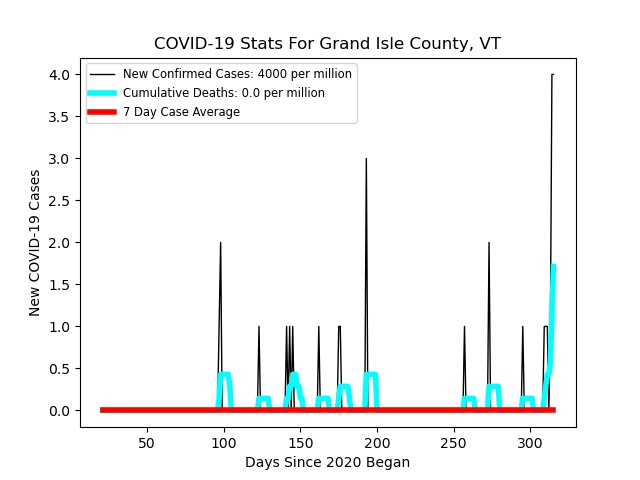 COVID-19 Stats For Grand Isle County, VT
New Confirmed Cases: 4000 per million
Cumulative Deaths: 0.0 per million
7 Day Case Average
New COVID-19 Cases
4.0
3.5
3.0
2.5
2.0
1.5
1.0
0.5
0.0
50 100 150 200 250 300
Days Since 2020 Began